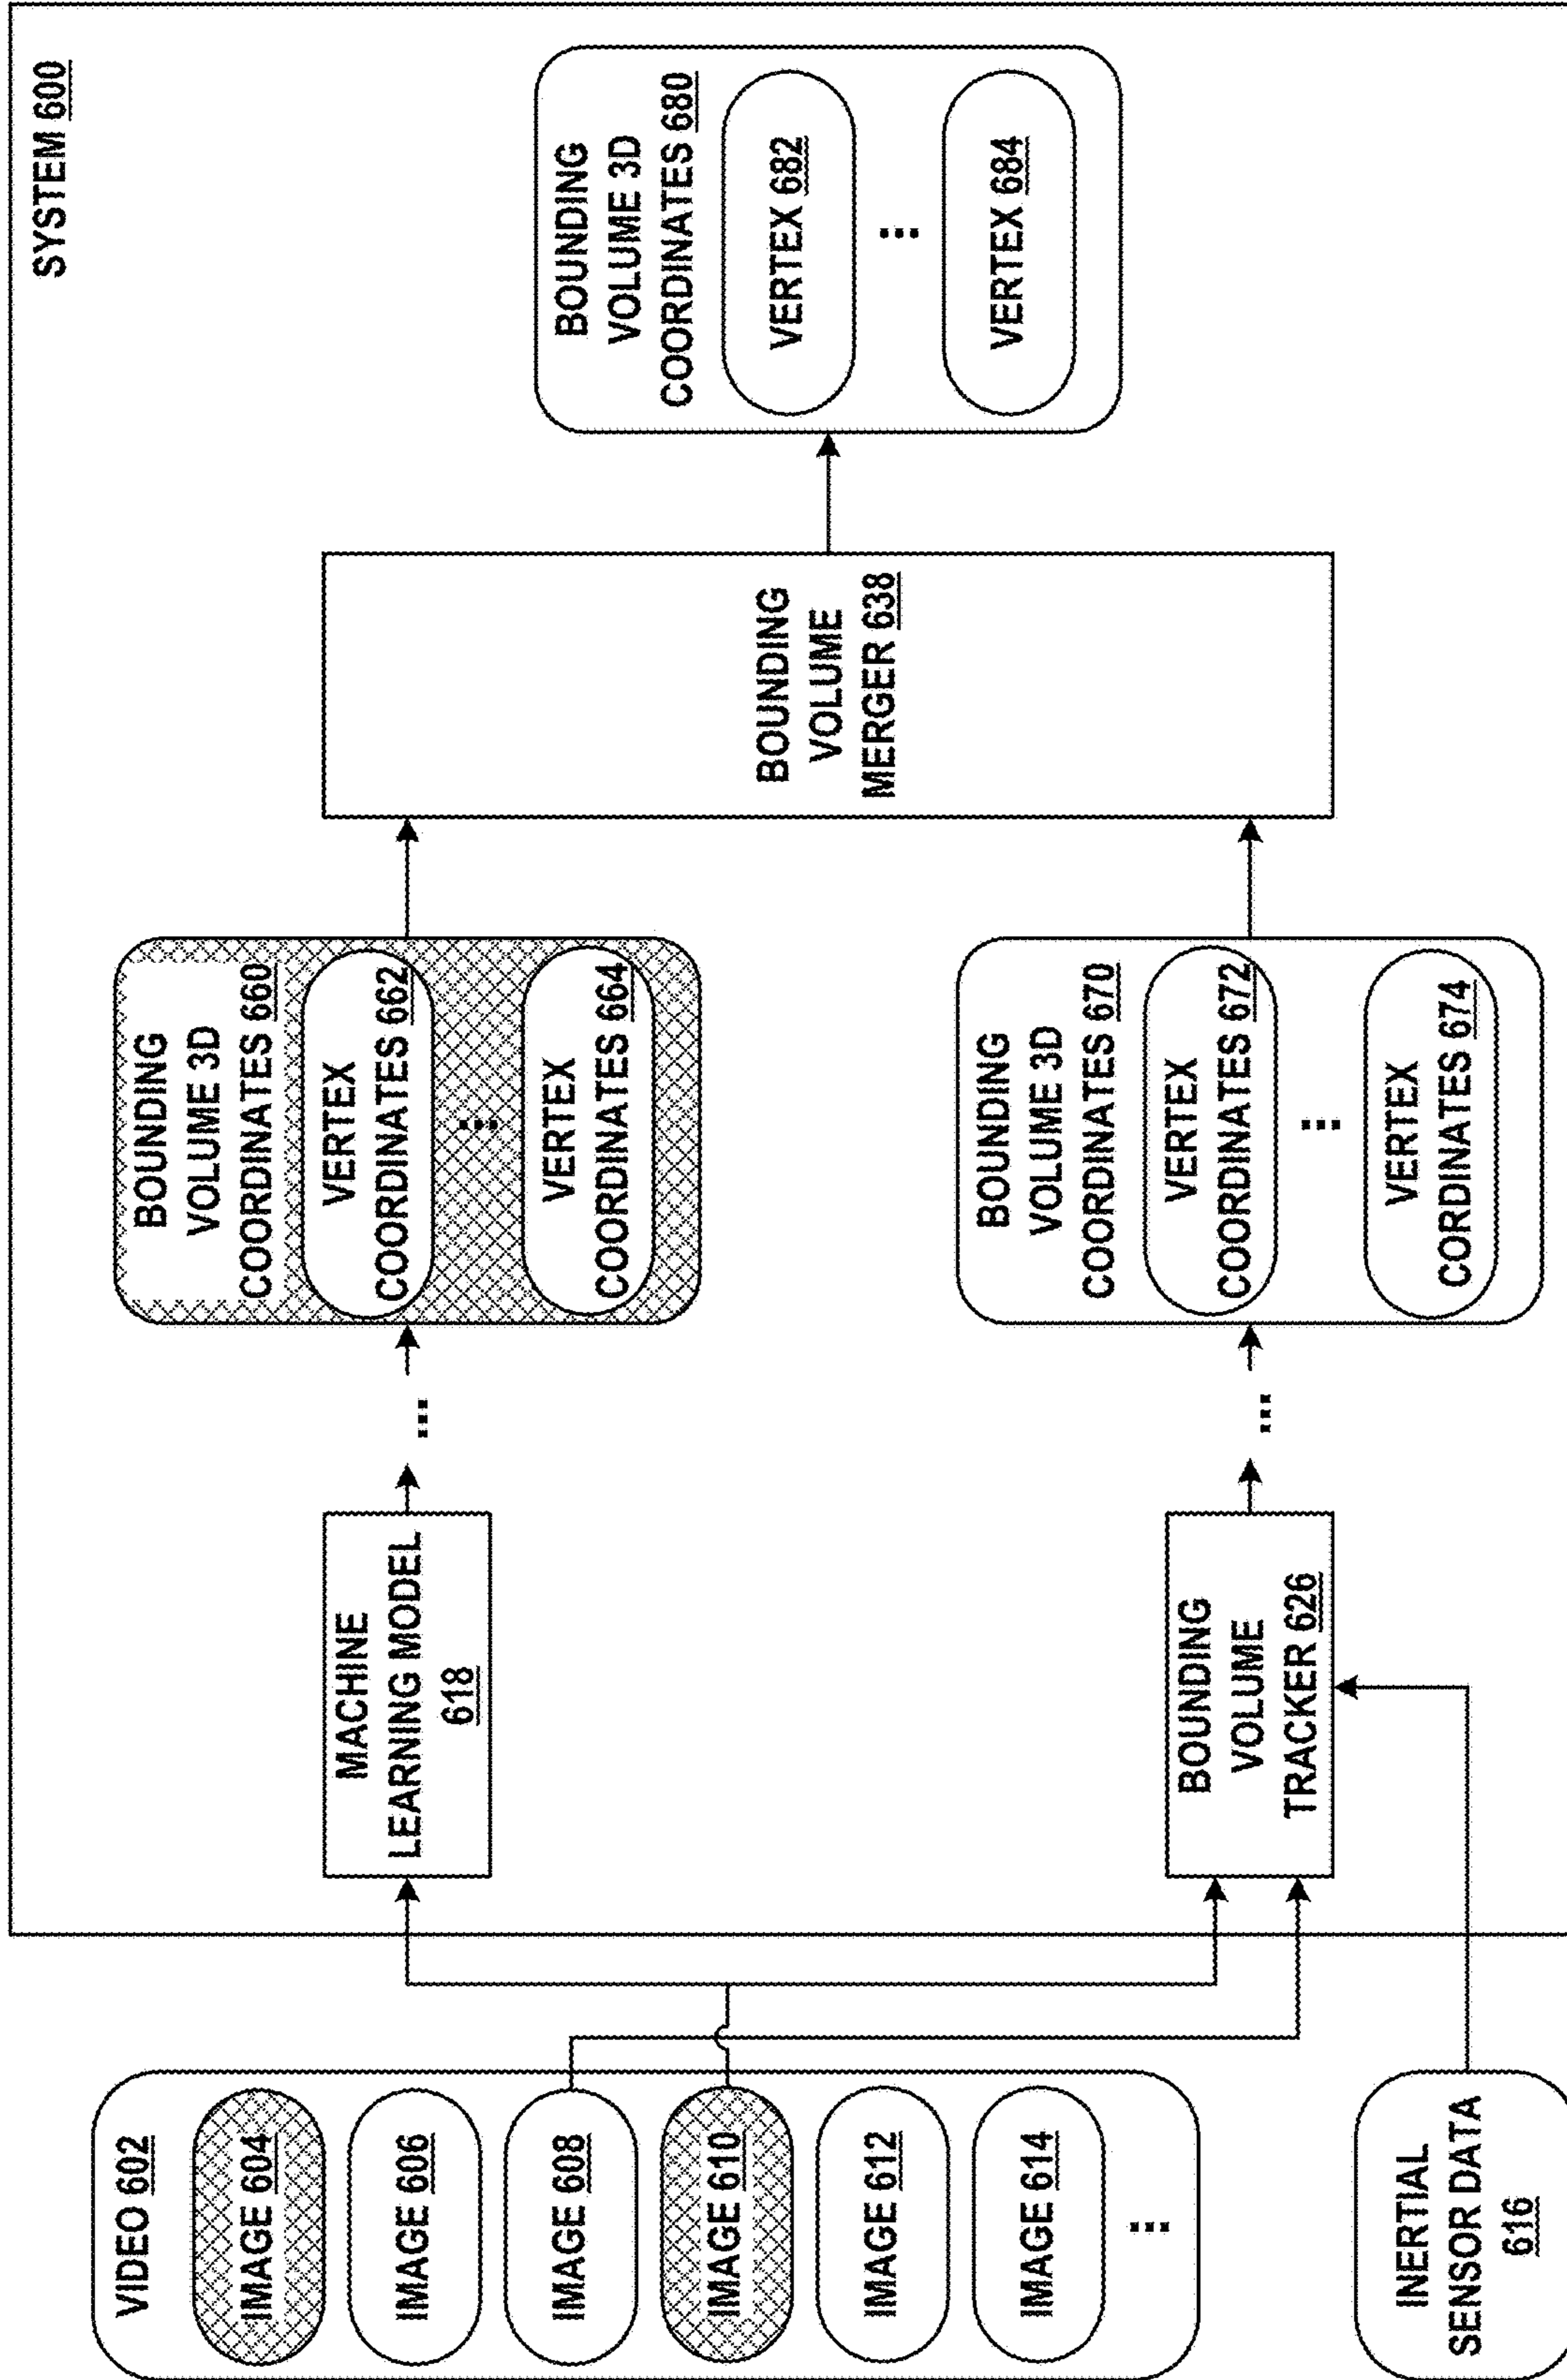 SYSTEM 600
VIDEO 602
IMAGE 604
IMAGE 606
IMAGE 608
IMAGE 610
IMAGE 612
IMAGE 614
...
INERTIAL
SENSOR DATA
616
MACHINE
LEARNING MODEL
618
...
BOUNDING
VOLUME
TRACKER 626
...
BOUNDING
VOLUME 3D
COORDINATES 660
VERTEX
COORDINATES 662
...
VERTEX
COORDINATES 664
BOUNDING
VOLUME 3D
COORDINATES 670
VERTEX
COORDINATES 672
...
VERTEX
CORDINATES 674
BOUNDING
VOLUME
MERGER 638
BOUNDING
VOLUME 3D
COORDINATES 680
VERTEX 682
...
VERTEX 684